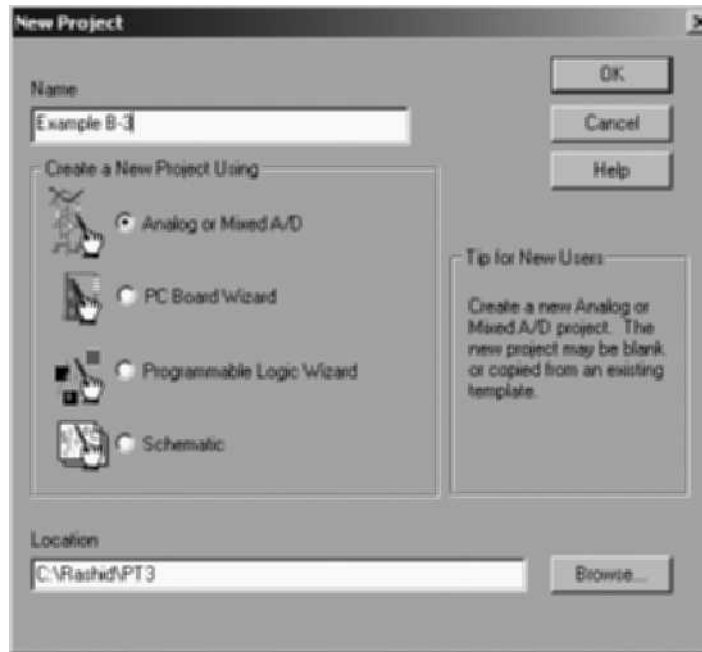 New Project
Name
Example B-3
OK
Cancel
Help
Create a New Project Using
Analog or Mixed A/D
PC Board Wizard
Programmable Logic Wizard
Schematic
Tip for New Users
Create a new Analog or
Mixed A/D project. The
new project may be blank
or copied from an existing
template.
Location
C:\Rashid\PT3
Browse...